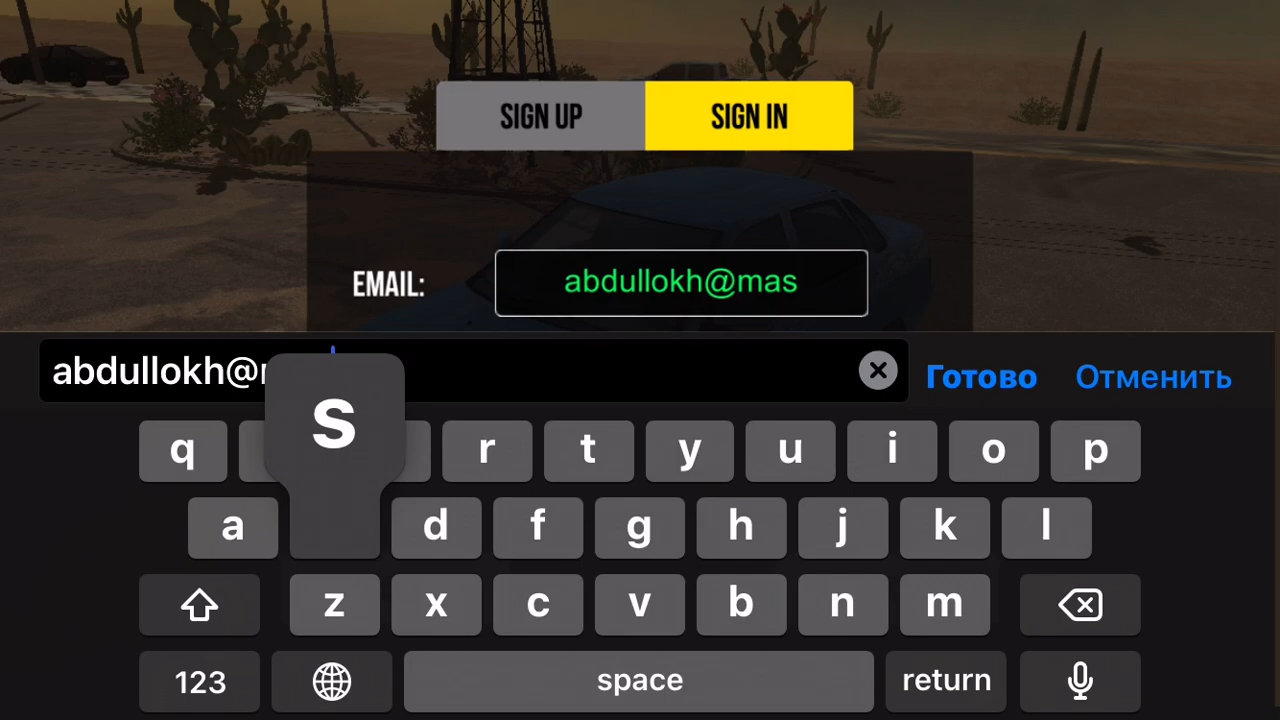 SIGN UP
SIGN IN
EMAIL:
abdullokh@mas
abdullokh@
Готово
Отменить
s
q
r
t
y
u
i
o
p
a
d
f
g
h
j
k
l
z
x
c
v
b
n
m
123
space
return